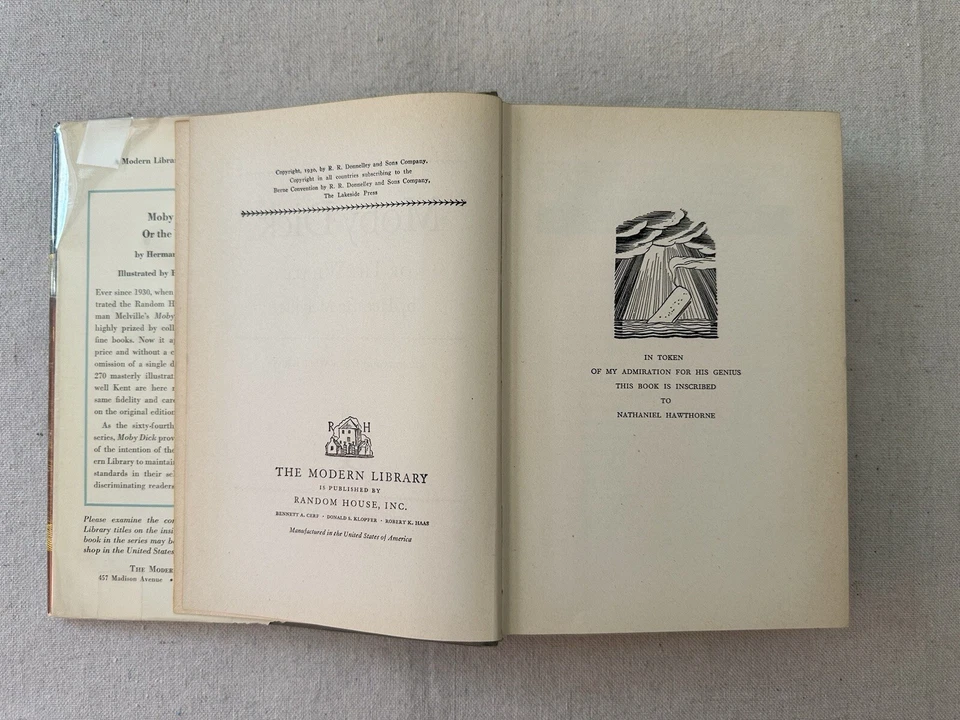 Modern Libra
Moby
Or the
by Herma
Illustrated by
Ever since 1930, when
trated the Random H
man Melville's Moby
highly prized by coll
fine books. Now it a
price and without a c
omission of a single d
270 masterly illustrat
well Kent are here
same fidelity and care
on the original edition
As the sixty-fourth
series, Moby Dick prov
of the intention of the
ern Library to maintai
standards in their se
discriminating readers
Please examine the co
Library titles on the insi
book in the series may b
shop in the United States
THE MODER
457 Madison Avenue •
Copyright, 1930, by R. R. Donnelley and Sons Company,
Copyright in all countries subscribing to the
Berne Convention by R. R. Donnelley and Sons Company,
The Lakeside Press
R H
THE MODERN LIBRARY
IS PUBLISHED BY
RANDOM HOUSE, INC.
BENNETT A. CERF · DONALD S. KLOPFER · ROBERT K. HAAS
Manufactured in the United States of America
IN TOKEN
OF MY ADMIRATION FOR HIS GENIUS
THIS BOOK IS INSCRIBED
TO
NATHANIEL HAWTHORNE